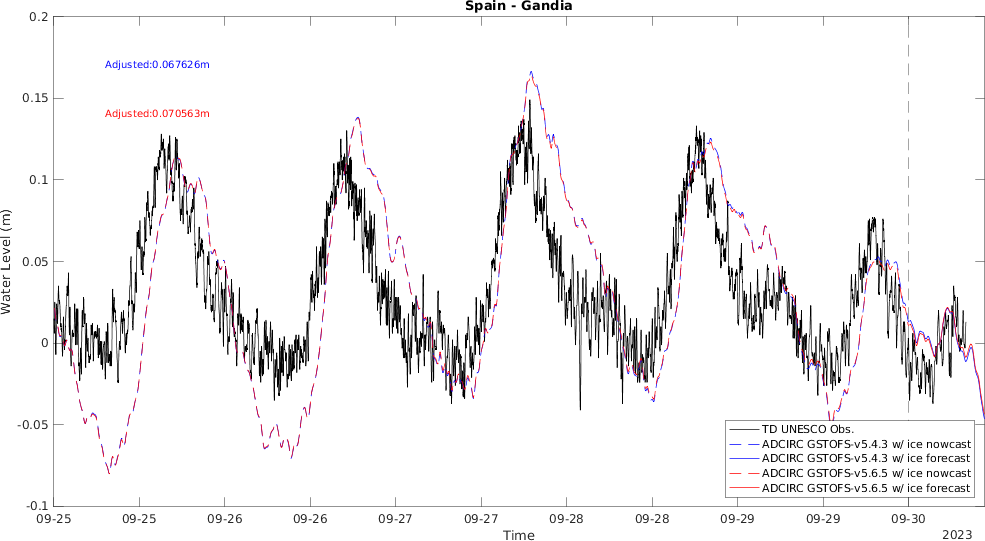 Spain - Gandia
0.2
0.15
0.1
0.05
0
-0.05
-0.1
Water Level (m)
Adjusted:0.067626m
Adjusted:0.070563m
TD UNESCO Obs.
ADCIRC GSTOFS-v5.4.3 w/ ice nowcast
ADCIRC GSTOFS-v5.4.3 w/ ice forecast
ADCIRC GSTOFS-v5.6.5 w/ ice nowcast
ADCIRC GSTOFS-v5.6.5 w/ ice forecast
09-25 09-25 09-26 09-26 09-27 09-27 09-28 09-28 09-29 09-29 09-30
Time
2023